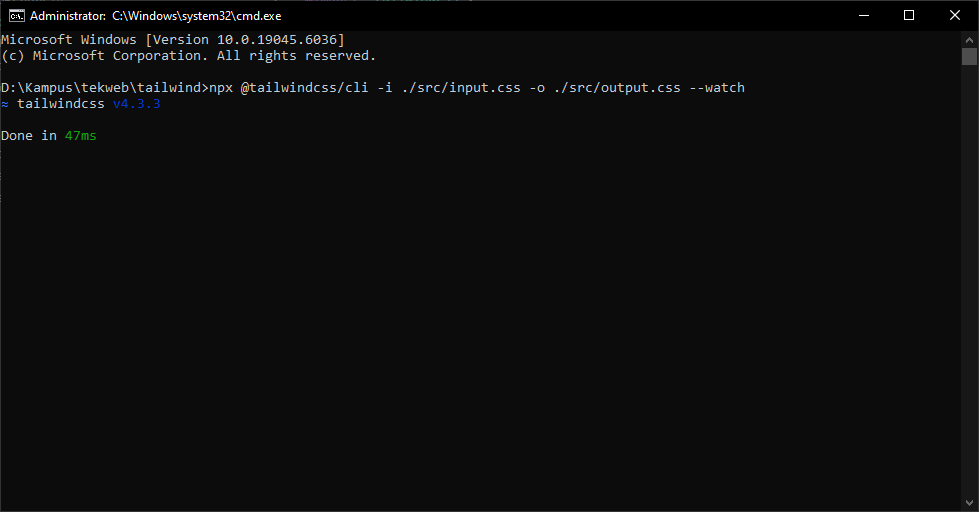 Administrator: C:\Windows\system32\cmd.exe
Microsoft Windows [Version 10.0.19045.6036]
(c) Microsoft Corporation. All rights reserved.
D:\Kampus\tekweb\tailwind>npx @tailwindcss/cli -i ./src/input.css -o ./src/output.css --watch
≈ tailwindcss v4.3.3
Done in 47ms